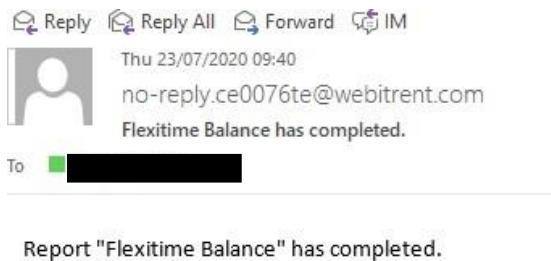 Reply Reply All Forward IM
Thu 23/07/2020 09:40
no-reply.ce0076te@webitrent.com
Flexitime Balance has completed.
To
Report "Flexitime Balance" has completed.